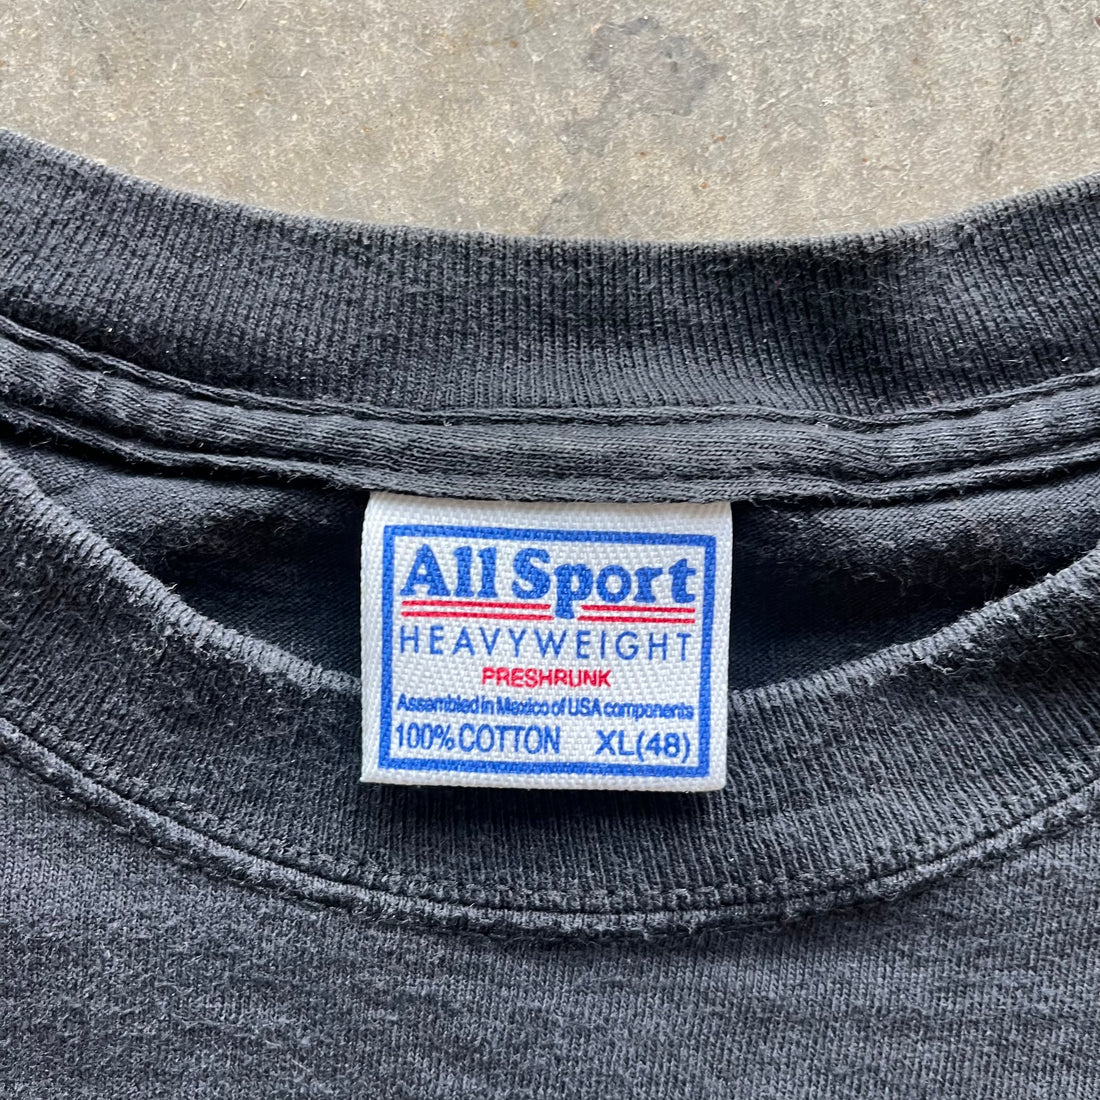 All Sport
HEAVYWEIGHT
PRESHRUNK
Assembled in Mexico of USA components
100% COTTON XL(48)